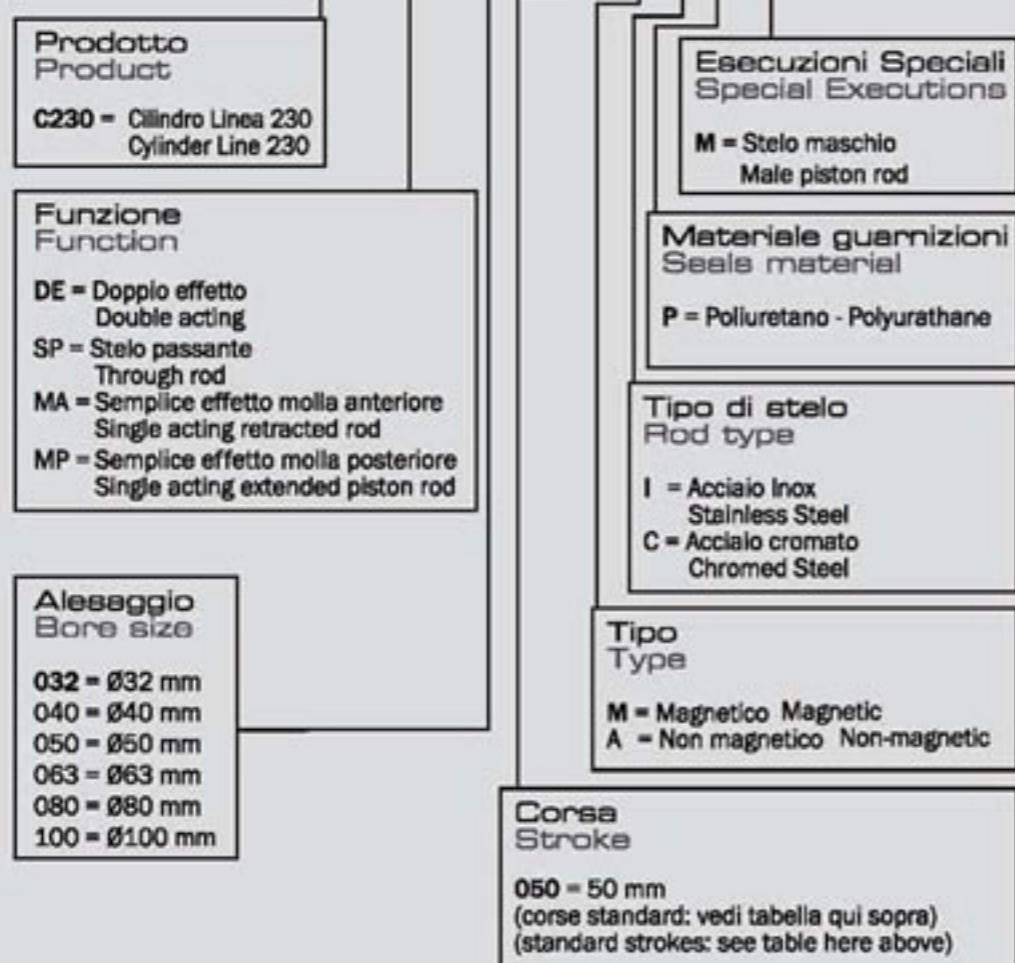 Prodotto
Product
C230 = Cilindro Linea 230
Cylinder Line 230
Funzione
Function
DE = Doppio effetto
Double acting
SP = Stelo passante
Through rod
MA = Semplice effetto molla anteriore
Single acting retracted rod
MP = Semplice effetto molla posteriore
Single acting extended piston rod
Alesaggio
Bore size
032 = Ø32 mm
040 = Ø40 mm
050 = Ø50 mm
063 = Ø63 mm
080 = Ø80 mm
100 = Ø100 mm
Esecuzioni Speciali
Special Executions
M = Stelo maschio
Male piston rod
Materiale guarnizioni
Seals material
P = Poliuretano - Polyurathane
Tipo di stelo
Rod type
I = Acciaio Inox
Stainless Steel
C = Acciaio cromato
Chromed Steel
Tipo
Type
M = Magnetico Magnetic
A = Non magnetico Non-magnetic
Corsa
Stroke
050 = 50 mm
(corse standard: vedi tabella qui sopra)
(standard strokes: see table here above)